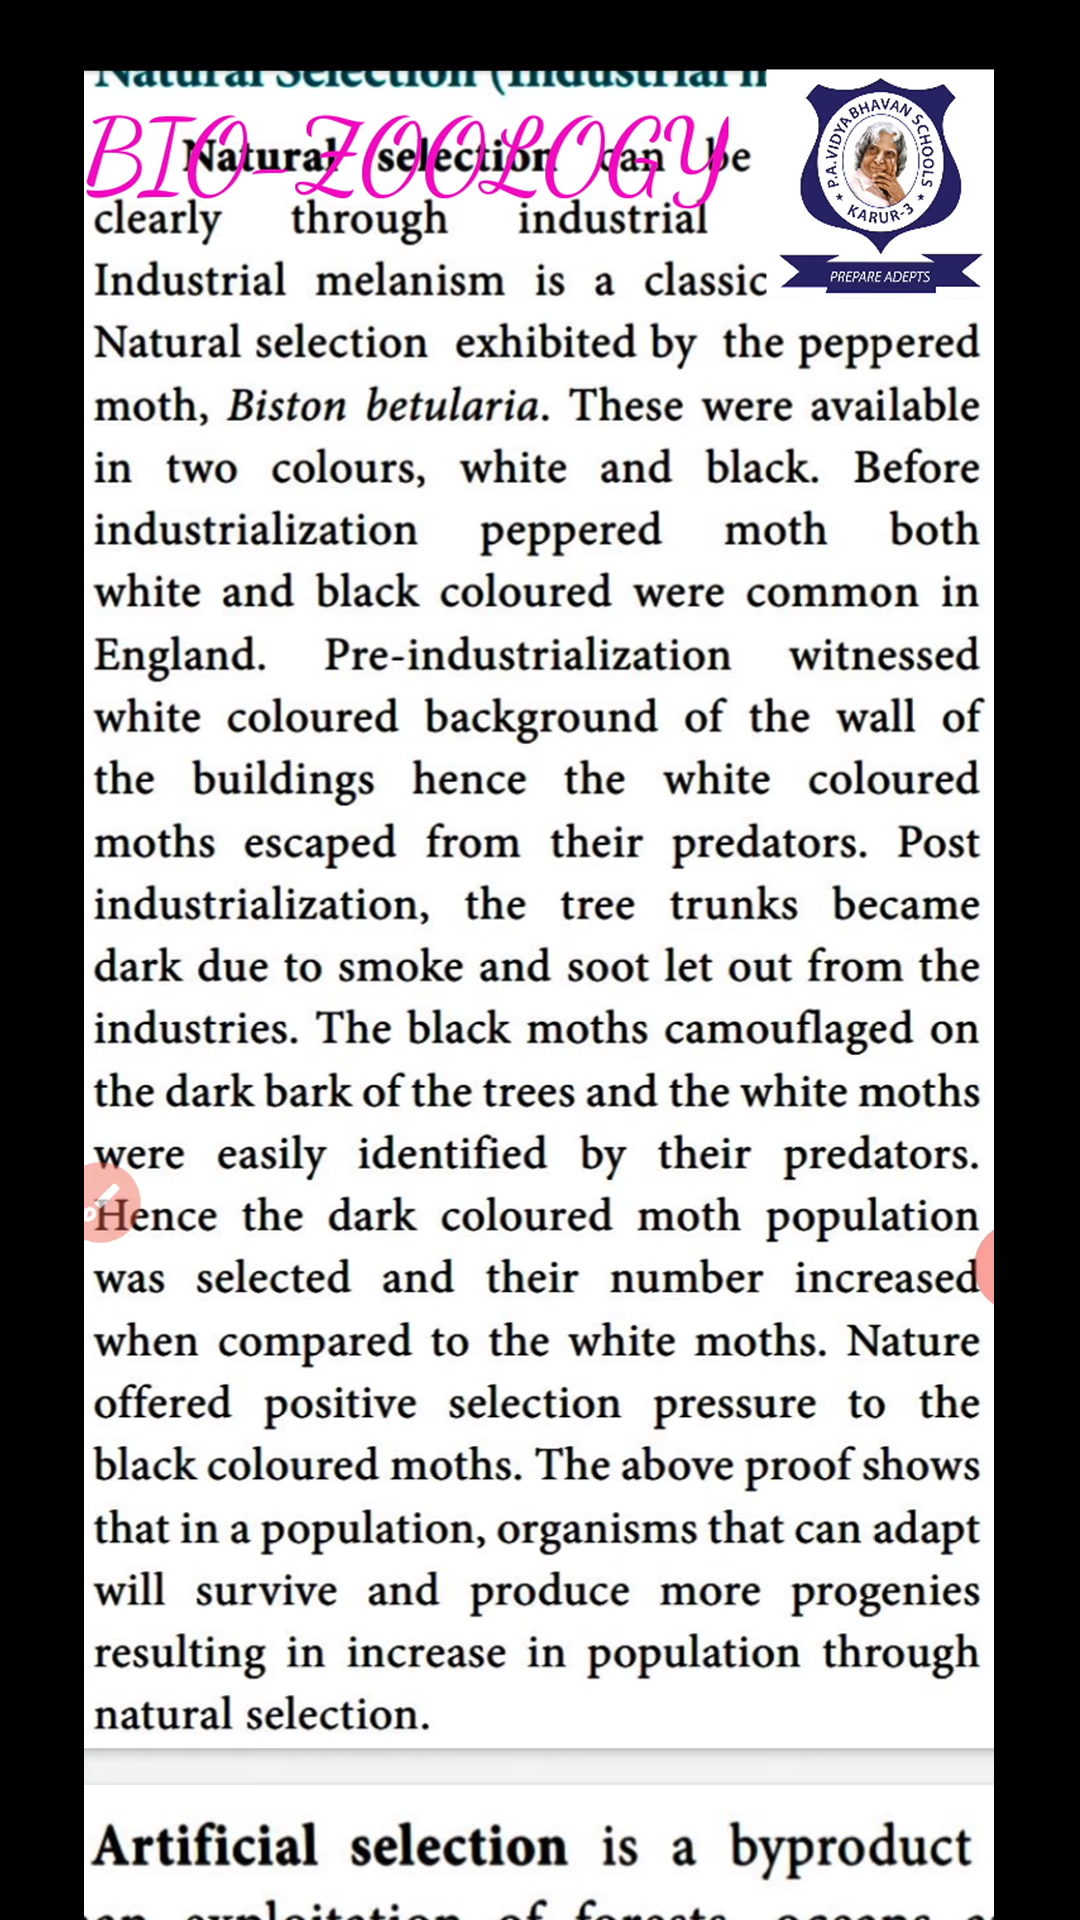 Natural Selection (Industrial
BIO-ZOOLOGY
Natural selection can be
clearly through industrial
Industrial melanism is a classic
Natural selection exhibited by the peppered
moth, Biston betularia. These were available
in two colours, white and black. Before
industrialization peppered moth both
white and black coloured were common in
England. Pre-industrialization witnessed
white coloured background of the wall of
the buildings hence the white coloured
moths escaped from their predators. Post
industrialization, the tree trunks became
dark due to smoke and soot let out from the
industries. The black moths camouflaged on
the dark bark of the trees and the white moths
were easily identified by their predators.
Hence the dark coloured moth population
was selected and their number increased
when compared to the white moths. Nature
offered positive selection pressure to the
black coloured moths. The above proof shows
that in a population, organisms that can adapt
will survive and produce more progenies
resulting in increase in population through
natural selection.
Artificial selection is a byproduct
exploitation of forests, oceans
P.A.VIDYABHAVAN SCHOOLS
KARUR-3
PREPARE ADEPTS